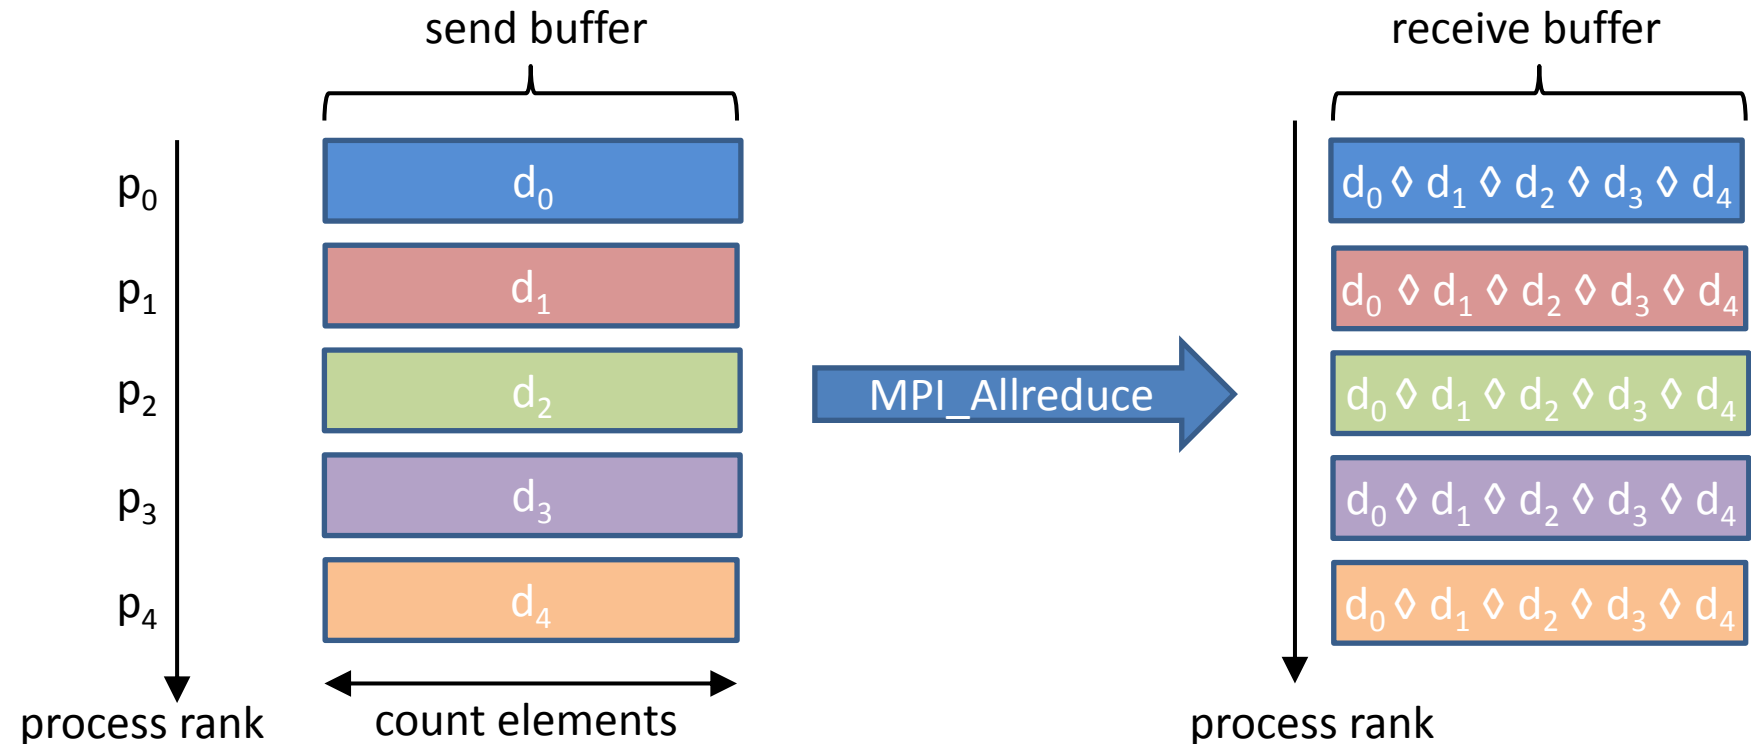 send buffer
receive buffer
p₀
d₀
d₀ ◊ d₁ ◊ d₂ ◊ d₃ ◊ d₄
p₁
d₁
d₀ ◊ d₁ ◊ d₂ ◊ d₃ ◊ d₄
p₂
d₂
MPI_Allreduce
d₀ ◊ d₁ ◊ d₂ ◊ d₃ ◊ d₄
p₃
d₃
d₀ ◊ d₁ ◊ d₂ ◊ d₃ ◊ d₄
p₄
d₄
d₀ ◊ d₁ ◊ d₂ ◊ d₃ ◊ d₄
process rank
count elements
process rank